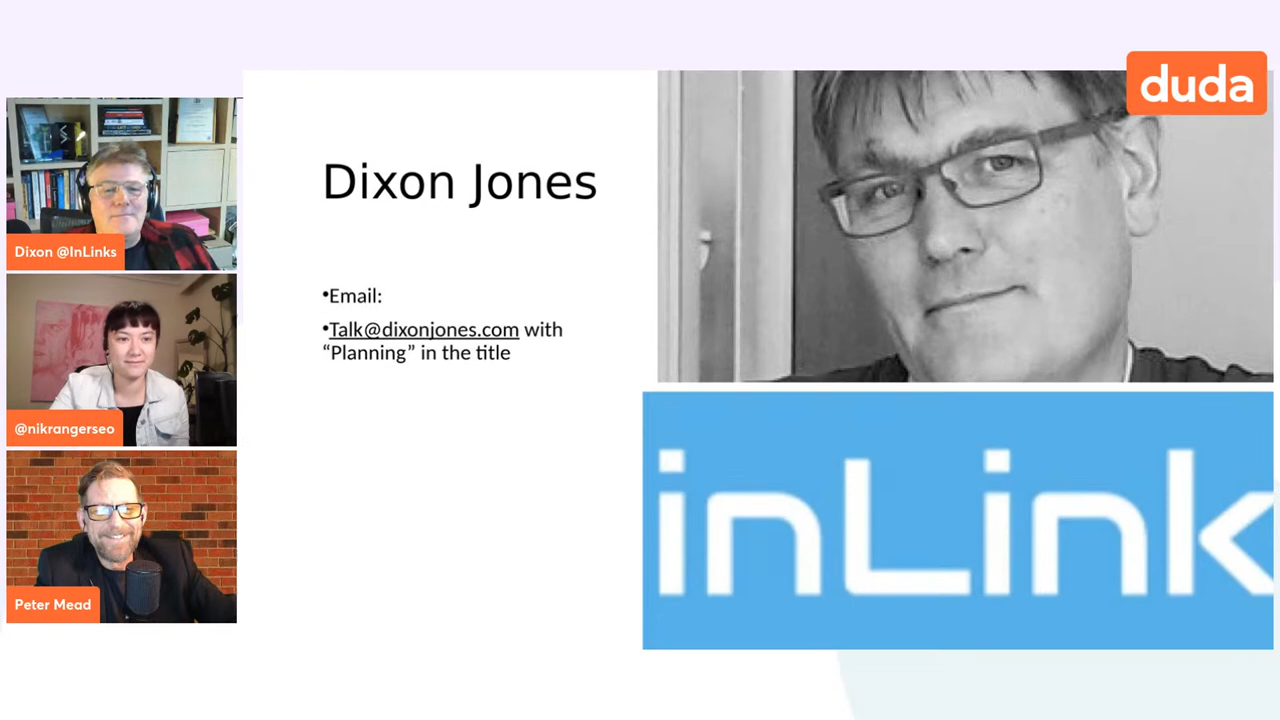 duda
Dixon Jones
•Email:
•Talk@dixonjones.com with
“Planning” in the title
Dixon @InLinks
@nikrangerseo
Peter Mead
inLink